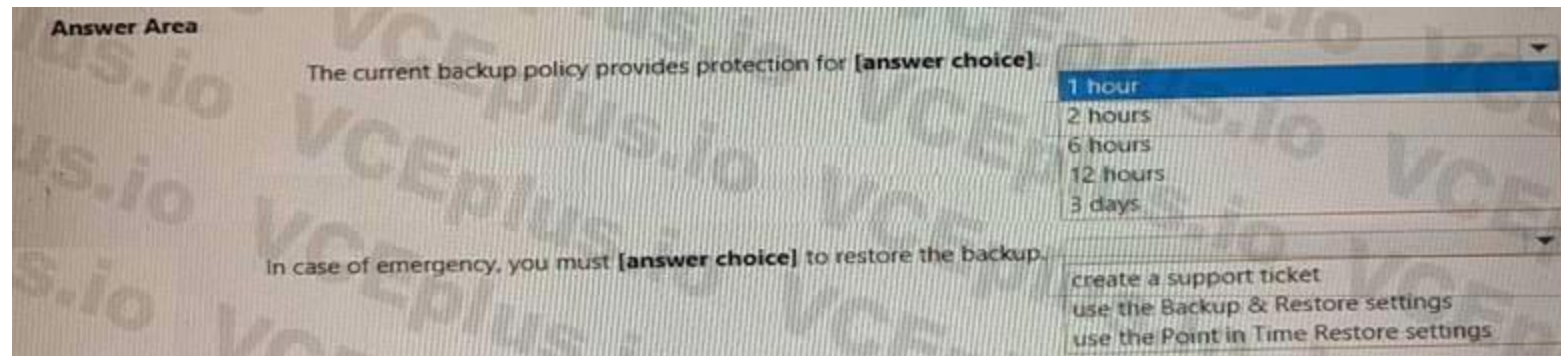 Answer Area
The current backup policy provides protection for [answer choice].
1 hour
2 hours
6 hours
12 hours
3 days
In case of emergency, you must [answer choice] to restore the backup.
create a support ticket
use the Backup & Restore settings
use the Point in Time Restore settings
VCEplus.io